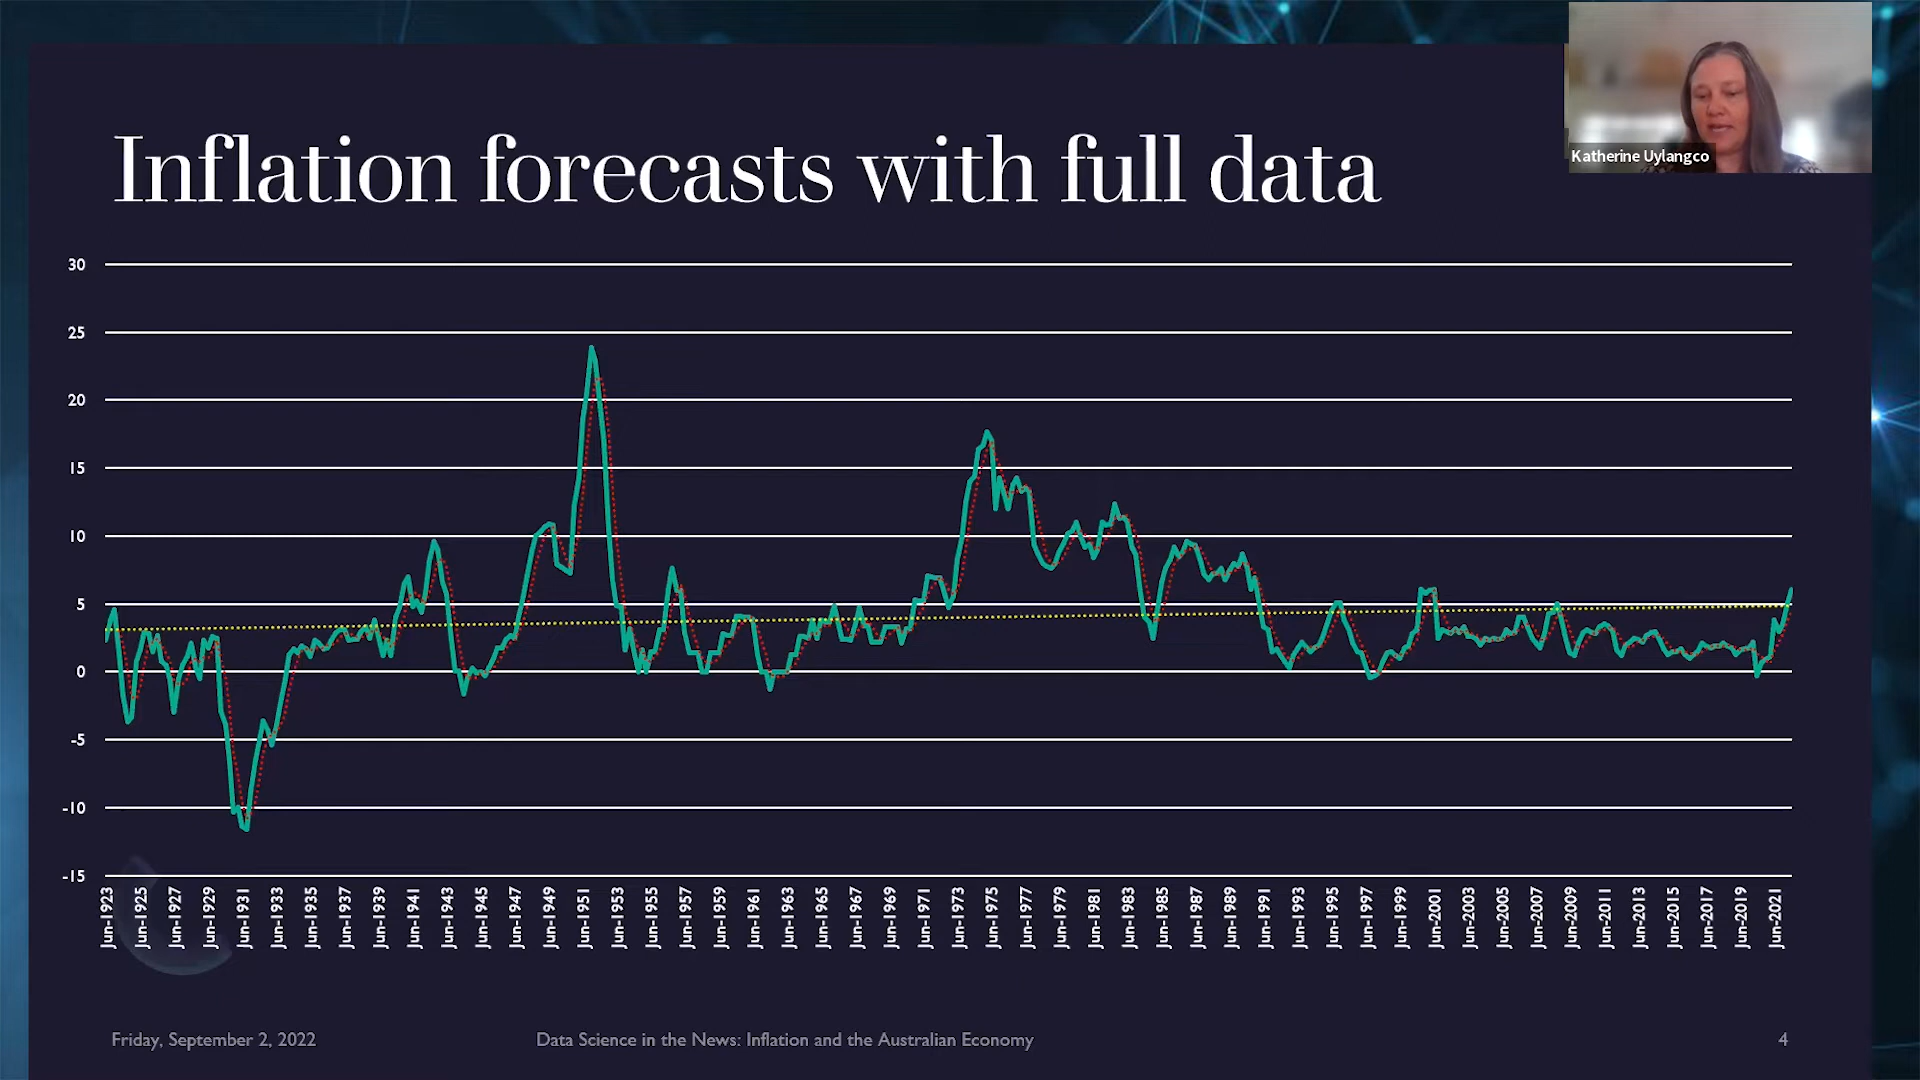 Katherine Uylangco
Inflation forecasts with full data
30
25
20
15
10
5
0
-5
-10
-15
Jun-1923
Jun-1925
Jun-1927
Jun-1929
Jun-1931
Jun-1933
Jun-1935
Jun-1937
Jun-1939
Jun-1941
Jun-1943
Jun-1945
Jun-1947
Jun-1949
Jun-1951
Jun-1953
Jun-1955
Jun-1957
Jun-1959
Jun-1961
Jun-1963
Jun-1965
Jun-1967
Jun-1969
Jun-1971
Jun-1973
Jun-1975
Jun-1977
Jun-1979
Jun-1981
Jun-1983
Jun-1985
Jun-1987
Jun-1989
Jun-1991
Jun-1993
Jun-1995
Jun-1997
Jun-1999
Jun-2001
Jun-2003
Jun-2005
Jun-2007
Jun-2009
Jun-2011
Jun-2013
Jun-2015
Jun-2017
Jun-2019
Jun-2021
Friday, September 2, 2022
Data Science in the News: Inflation and the Australian Economy
4